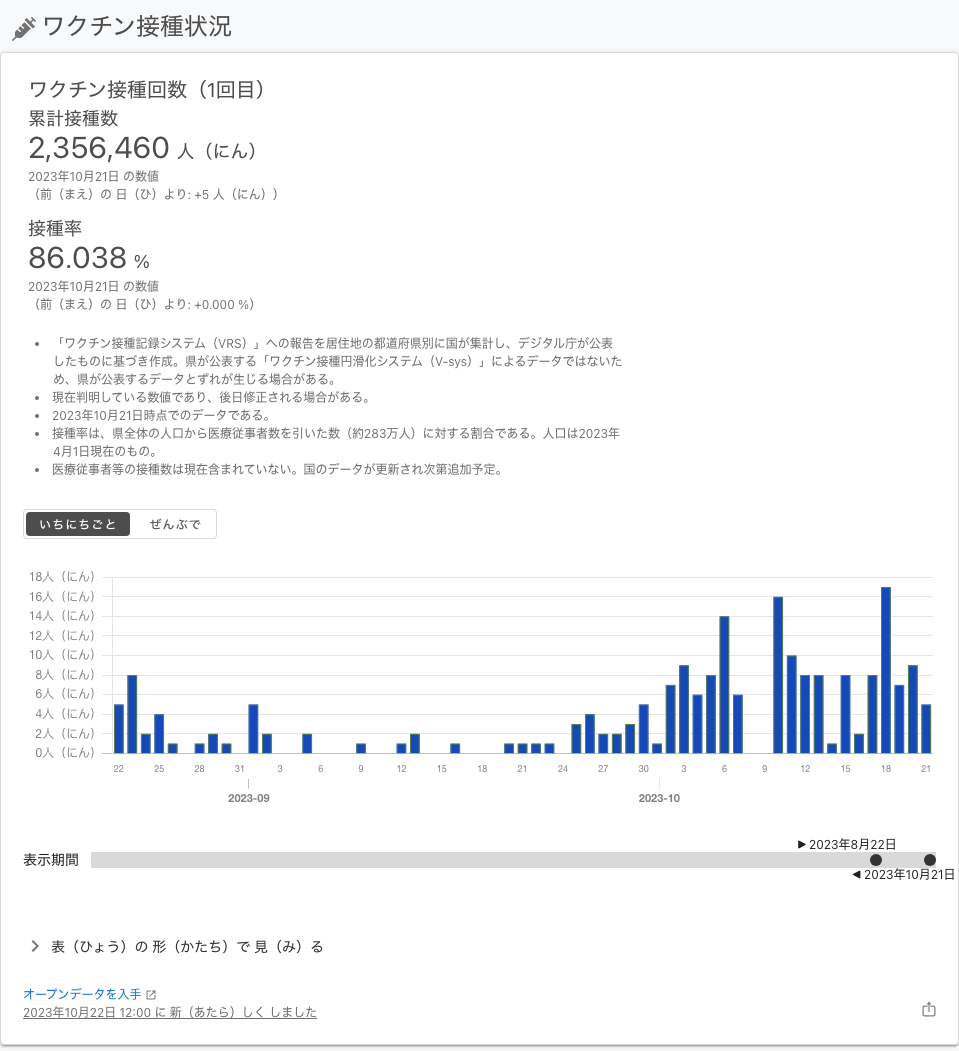 ワクチン接種状況
ワクチン接種回数（1回目）
累計接種数
2,356,460 人（にん）
2023年10月21日 の数値
（前（まえ）の 日（ひ）より: +5 人（にん））
接種率
86.038 %
2023年10月21日 の数値
（前（まえ）の 日（ひ）より: +0.000 %）
• 「ワクチン接種記録システム（VRS）」への報告を居住地の都道府県別に国が集計し、デジタル庁が公表
したものに基づき作成。県が公表する「ワクチン接種円滑化システム（V-sys）」によるデータではないた
め、県が公表するデータとずれが生じる場合がある。
• 現在判明している数値であり、後日修正される場合がある。
• 2023年10月21日時点でのデータである。
• 接種率は、県全体の人口から医療従事者数を引いた数（約283万人）に対する割合である。人口は2023年
4月1日現在のもの。
• 医療従事者等の接種数は現在含まれていない。国のデータが更新され次第追加予定。
いちにちごと ぜんぶで
18人（にん）
16人（にん）
14人（にん）
12人（にん）
10人（にん）
8人（にん）
6人（にん）
4人（にん）
2人（にん）
0人（にん）
22 25 28 31 3 6 9 12 15 18 21 24 27 30 3 6 9 12 15 18 21
2023-09 2023-10
2023年8月22日
表示期間
2023年10月21日
表（ひょう）の 形（かたち）で 見（み）る
オープンデータを入手
2023年10月22日 12:00 に 新（あたら）しく しました